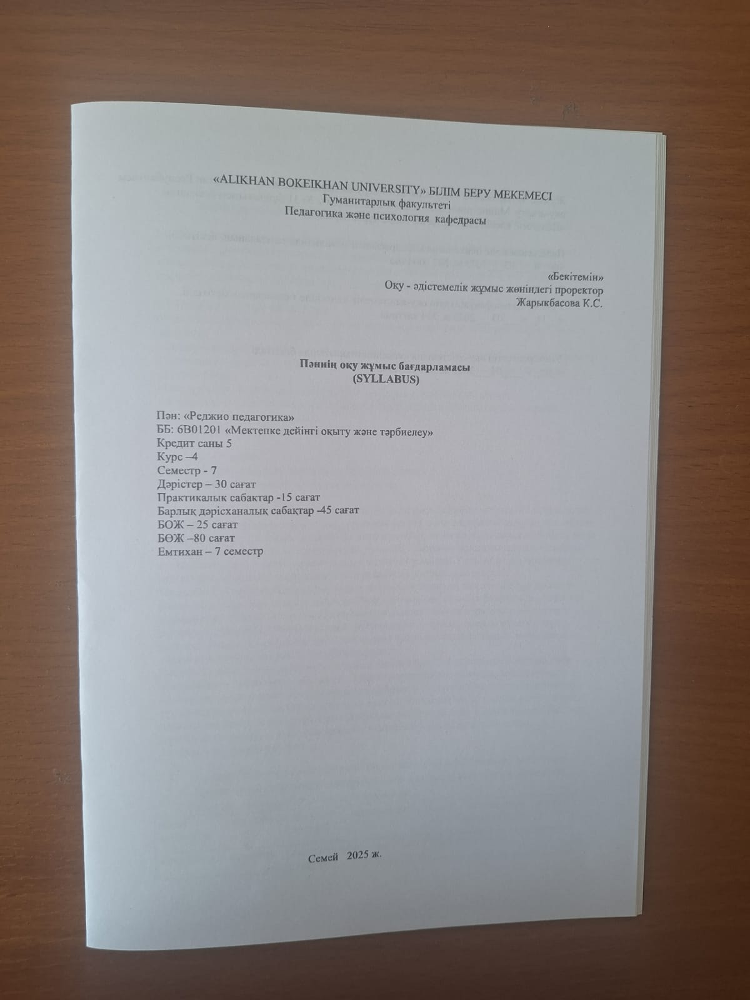 «ALIKHAN BOKEIKHAN UNIVERSITY» БІЛІМ БЕРУ МЕКЕМЕСІ
Гуманитарлық факультеті
Педагогика және психология кафедрасы
«Бекітемін»
Оқу - әдістемелік жұмыс жөніндегі проректор
Жарыкбасова К.С.
Пәннің оқу жұмыс бағдарламасы
(SYLLABUS)
Пән: «Реджио педагогика»
ББ: 6В01201 «Мектепке дейінгі оқыту және тәрбиелеу»
Кредит саны 5
Курс –4
Семестр - 7
Дәрістер – 30 сағат
Практикалық сабақтар -15 сағат
Барлық дәрісханалық сабақтар -45 сағат
БОЖ – 25 сағат
БӨЖ –80 сағат
Емтихан – 7 семестр
Семей 2025 ж.